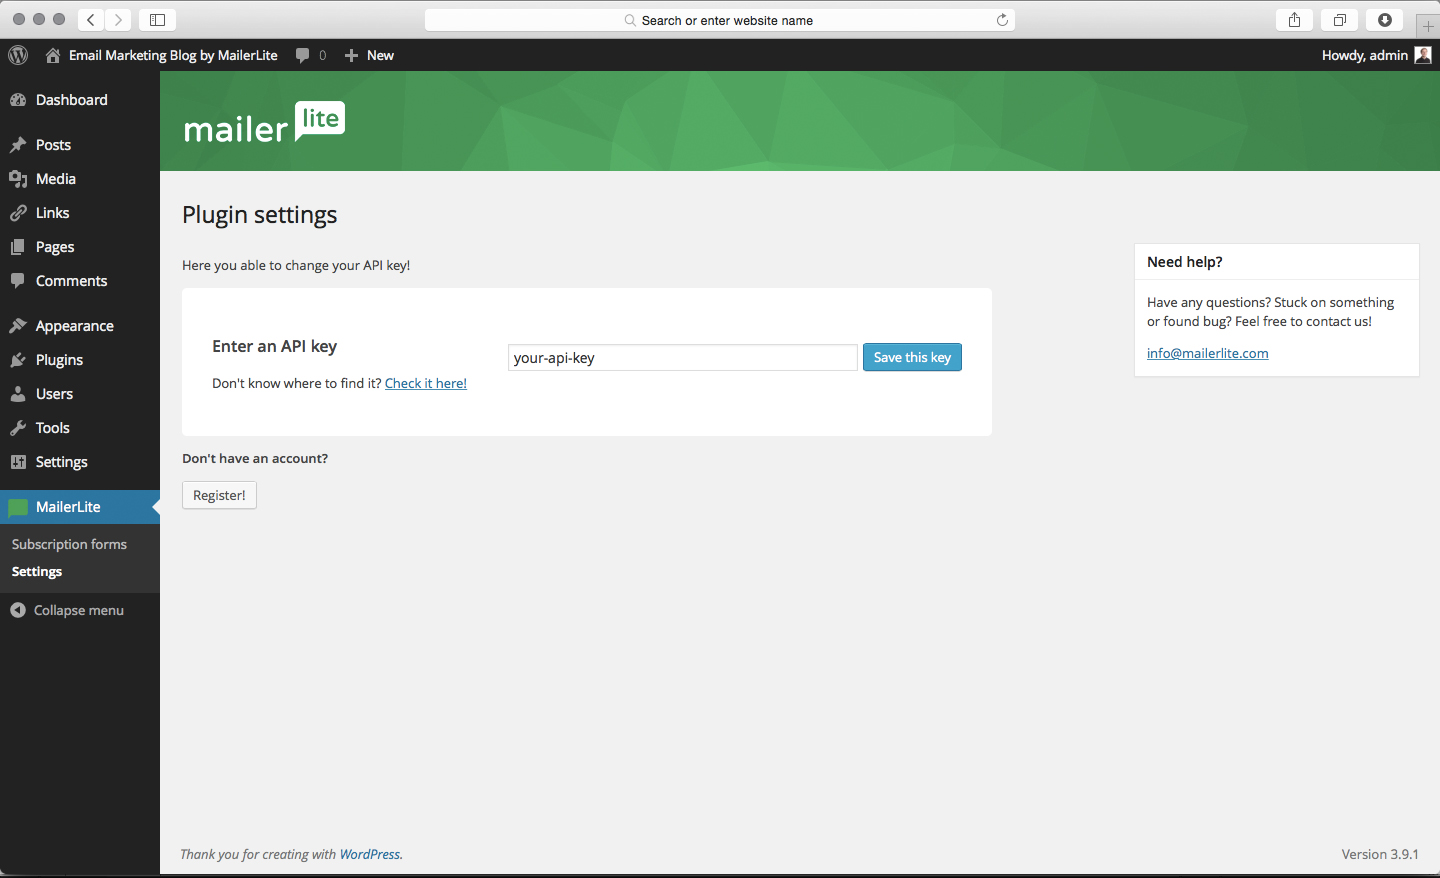 Search or enter website name
Email Marketing Blog by MailerLite 0 New Howdy, admin
Dashboard
Posts
Media
Links
Pages
Comments
Appearance
Plugins
Users
Tools
Settings
MailerLite
Subscription forms
Settings
Collapse menu
mailer lite
Plugin settings
Here you able to change your API key!
Enter an API key
your-api-key
Save this key
Don't know where to find it? Check it here!
Don't have an account?
Register!
Need help?
Have any questions? Stuck on something
or found bug? Feel free to contact us!
info@mailerlite.com
Thank you for creating with WordPress.
Version 3.9.1